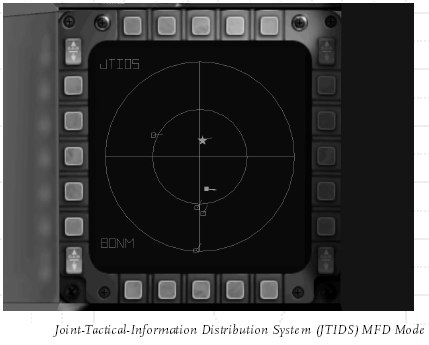 JTIDS
80NM
Joint-Tactical-Information Distribution System (JTIDS) MFD Mode